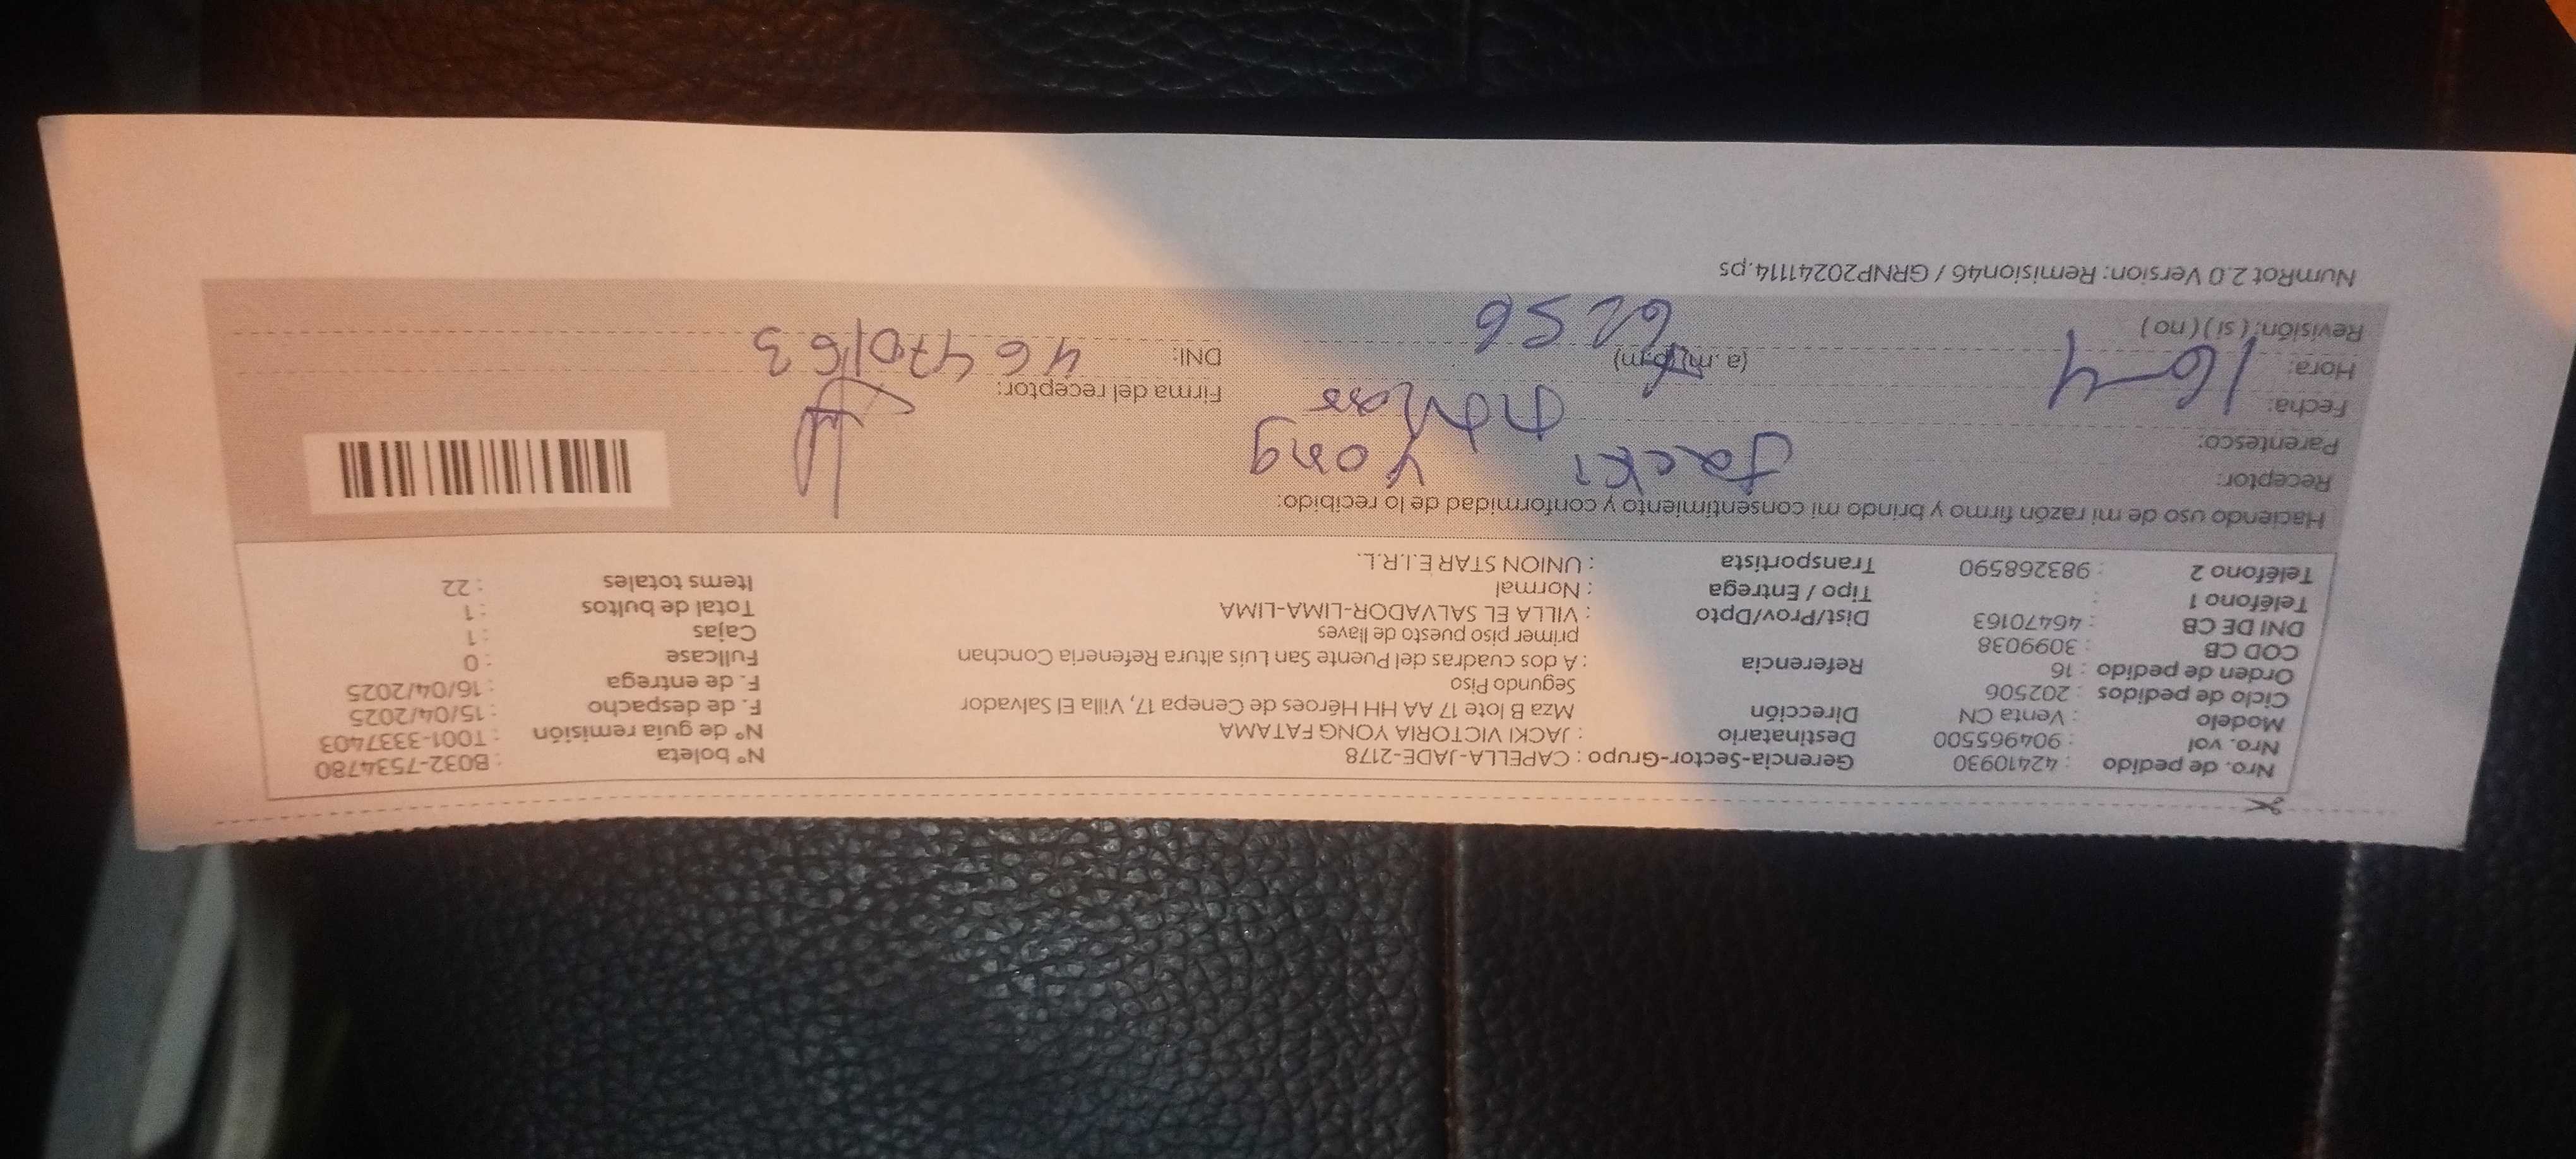 Nro. de pedido : 42410930 Gerencia-Sector-Grupo : CAPELLA-JADE-2178 N° boleta : B032-7534780
Nro. vol : 904965500 Destinatario : JACKI VICTORIA YONG FATAMA N° de guía remisión : T001-3337403
Modelo : Venta CN Dirección Mza B lote 17 AA HH Héroes de Cenepa 17, Villa El Salvador F. de despacho : 15/04/2025
Ciclo de pedidos : 202506 Segundo Piso F. de entrega : 16/04/2025
Orden de pedido : 16 Referencia : A dos cuadras del Puente San Luis altura Refeneria Conchan Fullcase : 0
COD CB : 3099038 primer piso puesto de llaves Cajas : 1
DNI DE CB : 46470163 Dist/Prov/Dpto : VILLA EL SALVADOR-LIMA-LIMA Total de bultos : 1
Teléfono 1 : Tipo / Entrega : Normal Items totales : 22
Teléfono 2 : 983268590 Transportista : UNION STAR E.I.R.L.
Haciendo uso de mi razón firmo y brindo mi consentimiento y conformidad de lo recibido:
Receptor: Jacki Yong
Parentesco:
Fecha: 16-4 Firma del receptor:
Hora: (a.m) (p.m) DNI: 46470163
Revisión: ( si ) ( no ) 6256
NumRot 2.0 Version: Remision46 / GRNP20241114.ps